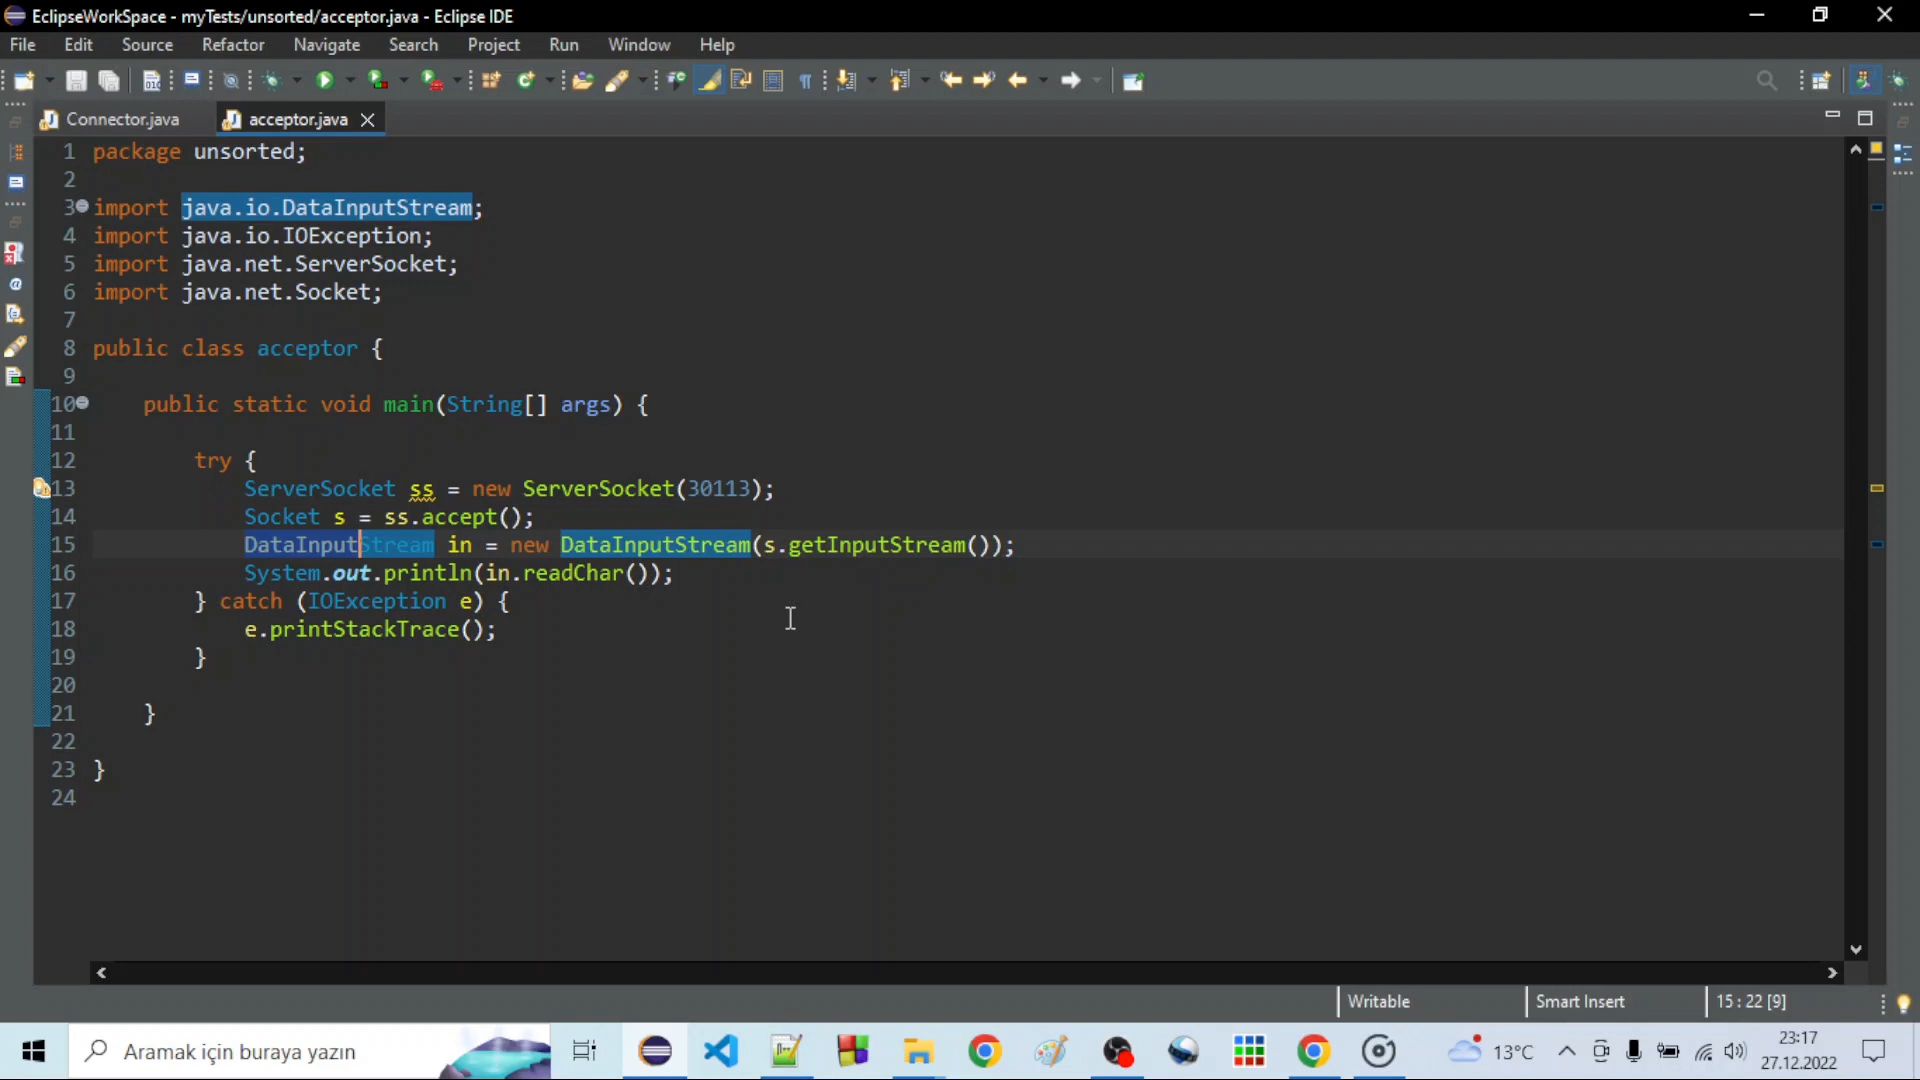 EclipseWorkSpace - myTests/unsorted/acceptor.java - Eclipse IDE
File Edit Source Refactor Navigate Search Project Run Window Help
Connector.java acceptor.java
1 package unsorted;
2
3 import java.io.DataInputStream;
4 import java.io.IOException;
5 import java.net.ServerSocket;
6 import java.net.Socket;
7
8 public class acceptor {
9
10 public static void main(String[] args) {
11
12 try {
13 ServerSocket ss = new ServerSocket(30113);
14 Socket s = ss.accept();
15 DataInputStream in = new DataInputStream(s.getInputStream());
16 System.out.println(in.readChar());
17 } catch (IOException e) {
18 e.printStackTrace();
19 }
20
21 }
22
23 }
24
Writable Smart Insert 15 : 22 [9]
Aramak için buraya yazın 13°C 23:17
27.12.2022